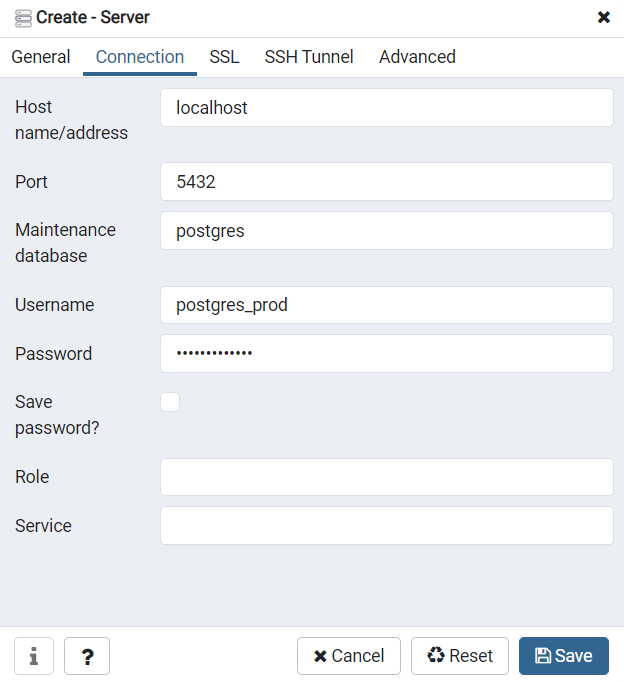 Create - Server
General Connection SSL SSH Tunnel Advanced
Host
name/address
localhost
Port
5432
Maintenance
database
postgres
Username
postgres_prod
Password
•••••••••••••
Save
password?
Role
Service
i ? Cancel Reset Save